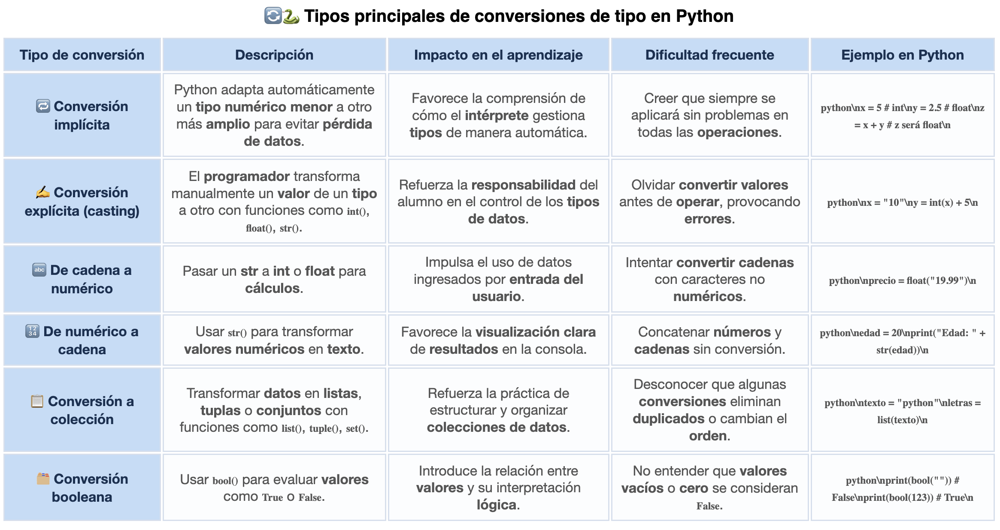 🔄🐍 Tipos principales de conversiones de tipo en Python
Tipo de conversión
Descripción
Impacto en el aprendizaje
Dificultad frecuente
Ejemplo en Python
🔁 Conversión
implícita
Python adapta automáticamente
un tipo numérico menor a otro
más amplio para evitar pérdida
de datos.
Favorece la comprensión de
cómo el intérprete gestiona
tipos de manera automática.
Creer que siempre se
aplicará sin problemas en
todas las operaciones.
python\nx = 5 # int\ny = 2.5 # float\nz
= x + y # z será float\n
✍️ Conversión
explícita (casting)
El programador transforma
manualmente un valor de un tipo
a otro con funciones como int(),
float(), str().
Refuerza la responsabilidad del
alumno en el control de los tipos
de datos.
Olvidar convertir valores
antes de operar, provocando
errores.
python\nx = "10"\ny = int(x) + 5\n
🔤 De cadena a
numérico
Pasar un str a int o float para
cálculos.
Impulsa el uso de datos
ingresados por entrada del
usuario.
Intentar convertir cadenas
con caracteres no
numéricos.
python\nprecio = float("19.99")\n
🔢 De numérico a
cadena
Usar str() para transformar
valores numéricos en texto.
Favorece la visualización clara
de resultados en la consola.
Concatenar números y
cadenas sin conversión.
python\nedad = 20\nprint("Edad: " +
str(edad))\n
📋 Conversión a
colección
Transformar datos en listas,
tuplas o conjuntos con
funciones como list(), tuple(), set().
Refuerza la práctica de
estructurar y organizar
colecciones de datos.
Desconocer que algunas
conversiones eliminan
duplicados o cambian el
orden.
python\ntexto = "python"\nletras =
list(texto)\n
🗂️ Conversión
booleana
Usar bool() para evaluar valores
como True o False.
Introduce la relación entre
valores y su interpretación
lógica.
No entender que valores
vacíos o cero se consideran
False.
python\nprint(bool("")) #
False\nprint(bool(123)) # True\n